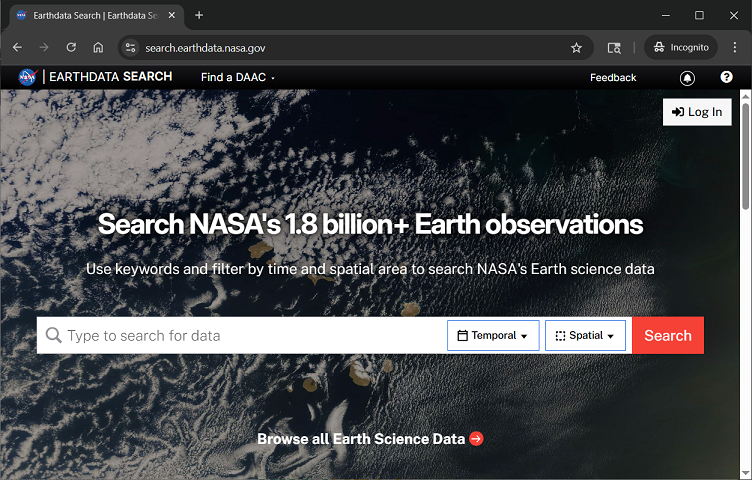 Earthdata Search | Earthdata Sear
search.earthdata.nasa.gov
Incognito
NASA | EARTHDATA SEARCH
Find a DAAC
Feedback
Log In
Search NASA's 1.8 billion+ Earth observations
Use keywords and filter by time and spatial area to search NASA's Earth science data
Type to search for data
Temporal
Spatial
Search
Browse all Earth Science Data